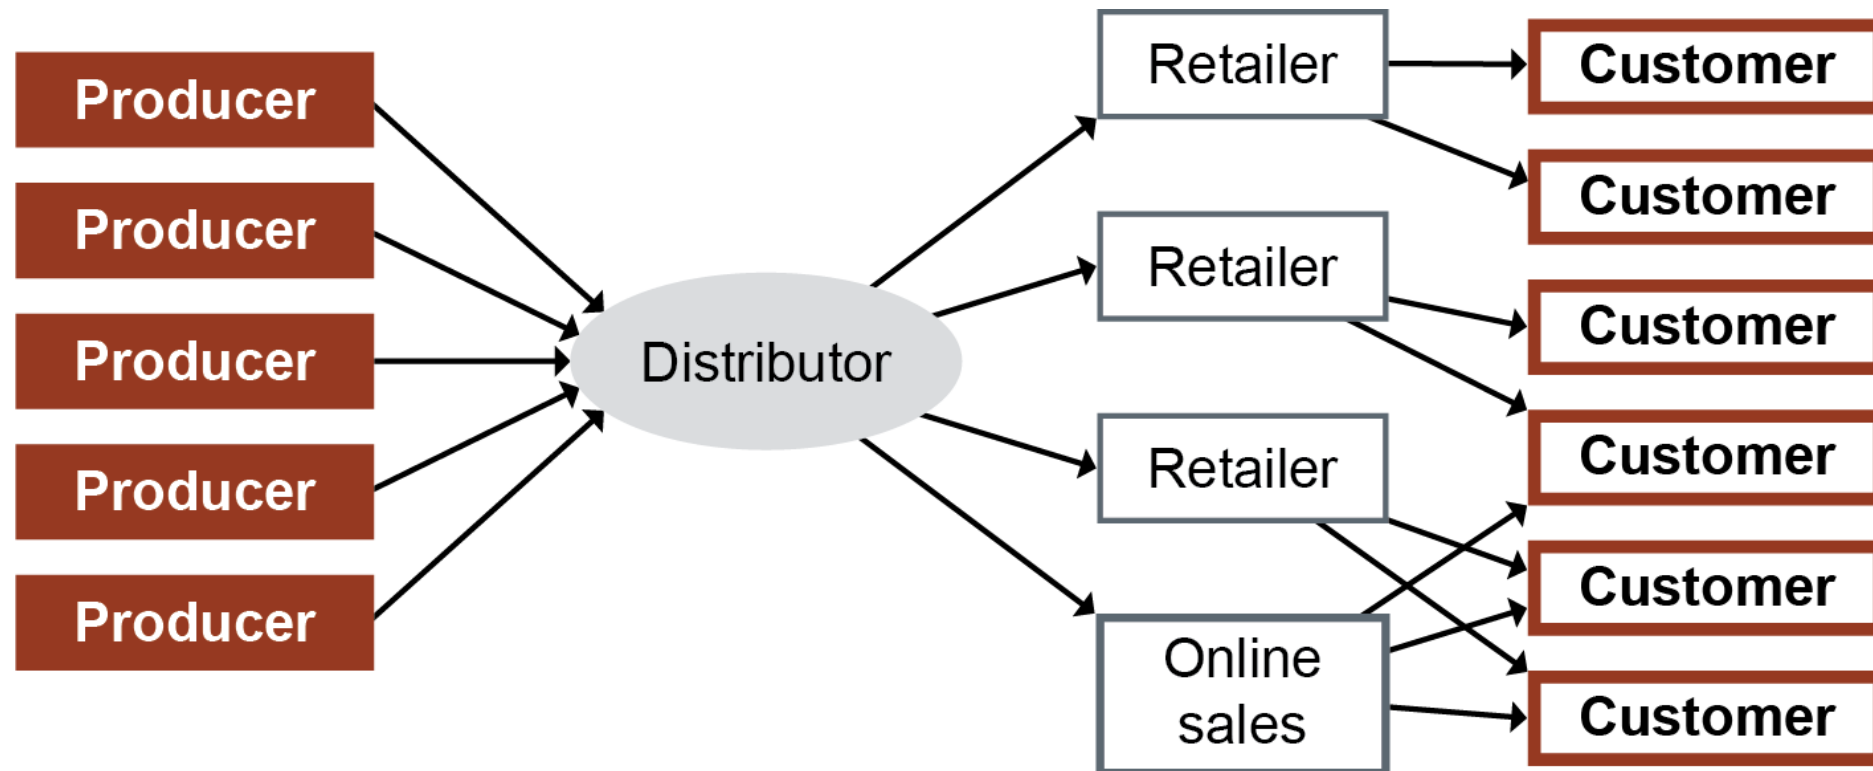 Producer
Producer
Producer
Producer
Producer
Distributor
Retailer
Retailer
Retailer
Online
sales
Customer
Customer
Customer
Customer
Customer
Customer